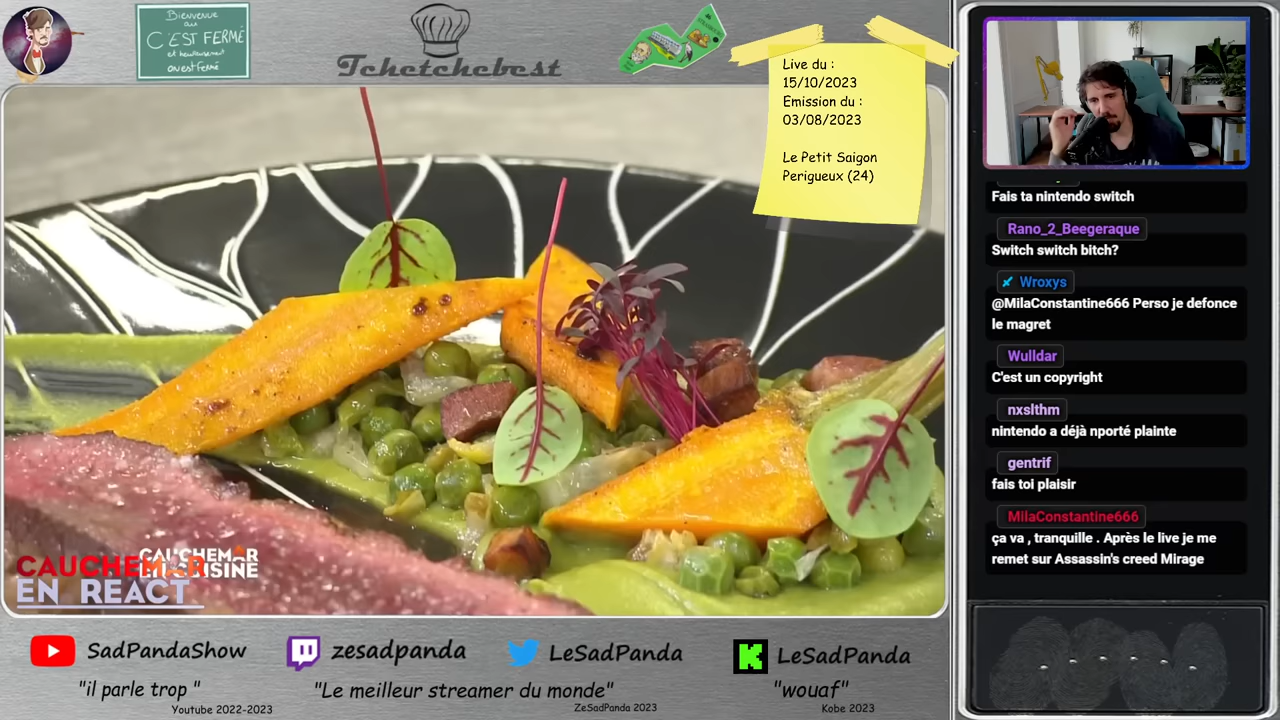 Bienvenue
au
C'EST FERMÉ
et heureusement
on est fermé
Tchetchebest
Live du :
15/10/2023
Emission du :
03/08/2023
Le Petit Saigon
Perigueux (24)
Fais ta nintendo switch
Rano_2_Beegeraque
Switch switch bitch?
Wroxys
@MilaConstantine666 Perso je defonce
le magret
Wulldar
C'est un copyright
nxslthm
nintendo a déjà nporté plainte
gentrif
fais toi plaisir
MilaConstantine666
ça va , tranquille . Après le live je me
remet sur Assassin's creed Mirage
CAUCHEMAR
EN CUISINE
CAUCHEMAR
EN REACT
SadPandaShow
zesadpanda
LeSadPanda
LeSadPanda
"il parle trop "
Youtube 2022-2023
"Le meilleur streamer du monde"
ZeSadPanda 2023
"wouaf"
Kobe 2023